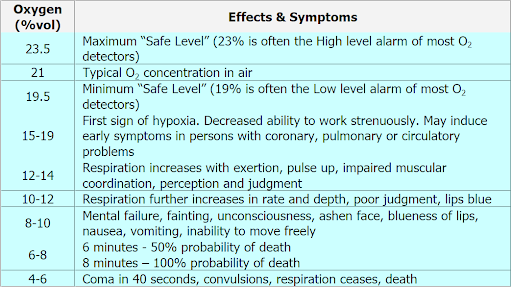 Oxygen
(%vol)
Effects & Symptoms
23.5
Maximum “Safe Level” (23% is often the High level alarm of most O₂
detectors)
21
Typical O₂ concentration in air
19.5
Minimum “Safe Level” (19% is often the Low level alarm of most O₂
detectors)
15-19
First sign of hypoxia. Decreased ability to work strenuously. May induce
early symptoms in persons with coronary, pulmonary or circulatory
problems
12-14
Respiration increases with exertion, pulse up, impaired muscular
coordination, perception and judgment
10-12
Respiration further increases in rate and depth, poor judgment, lips blue
8-10
Mental failure, fainting, unconsciousness, ashen face, blueness of lips,
nausea, vomiting, inability to move freely
6-8
6 minutes - 50% probability of death
8 minutes – 100% probability of death
4-6
Coma in 40 seconds, convulsions, respiration ceases, death